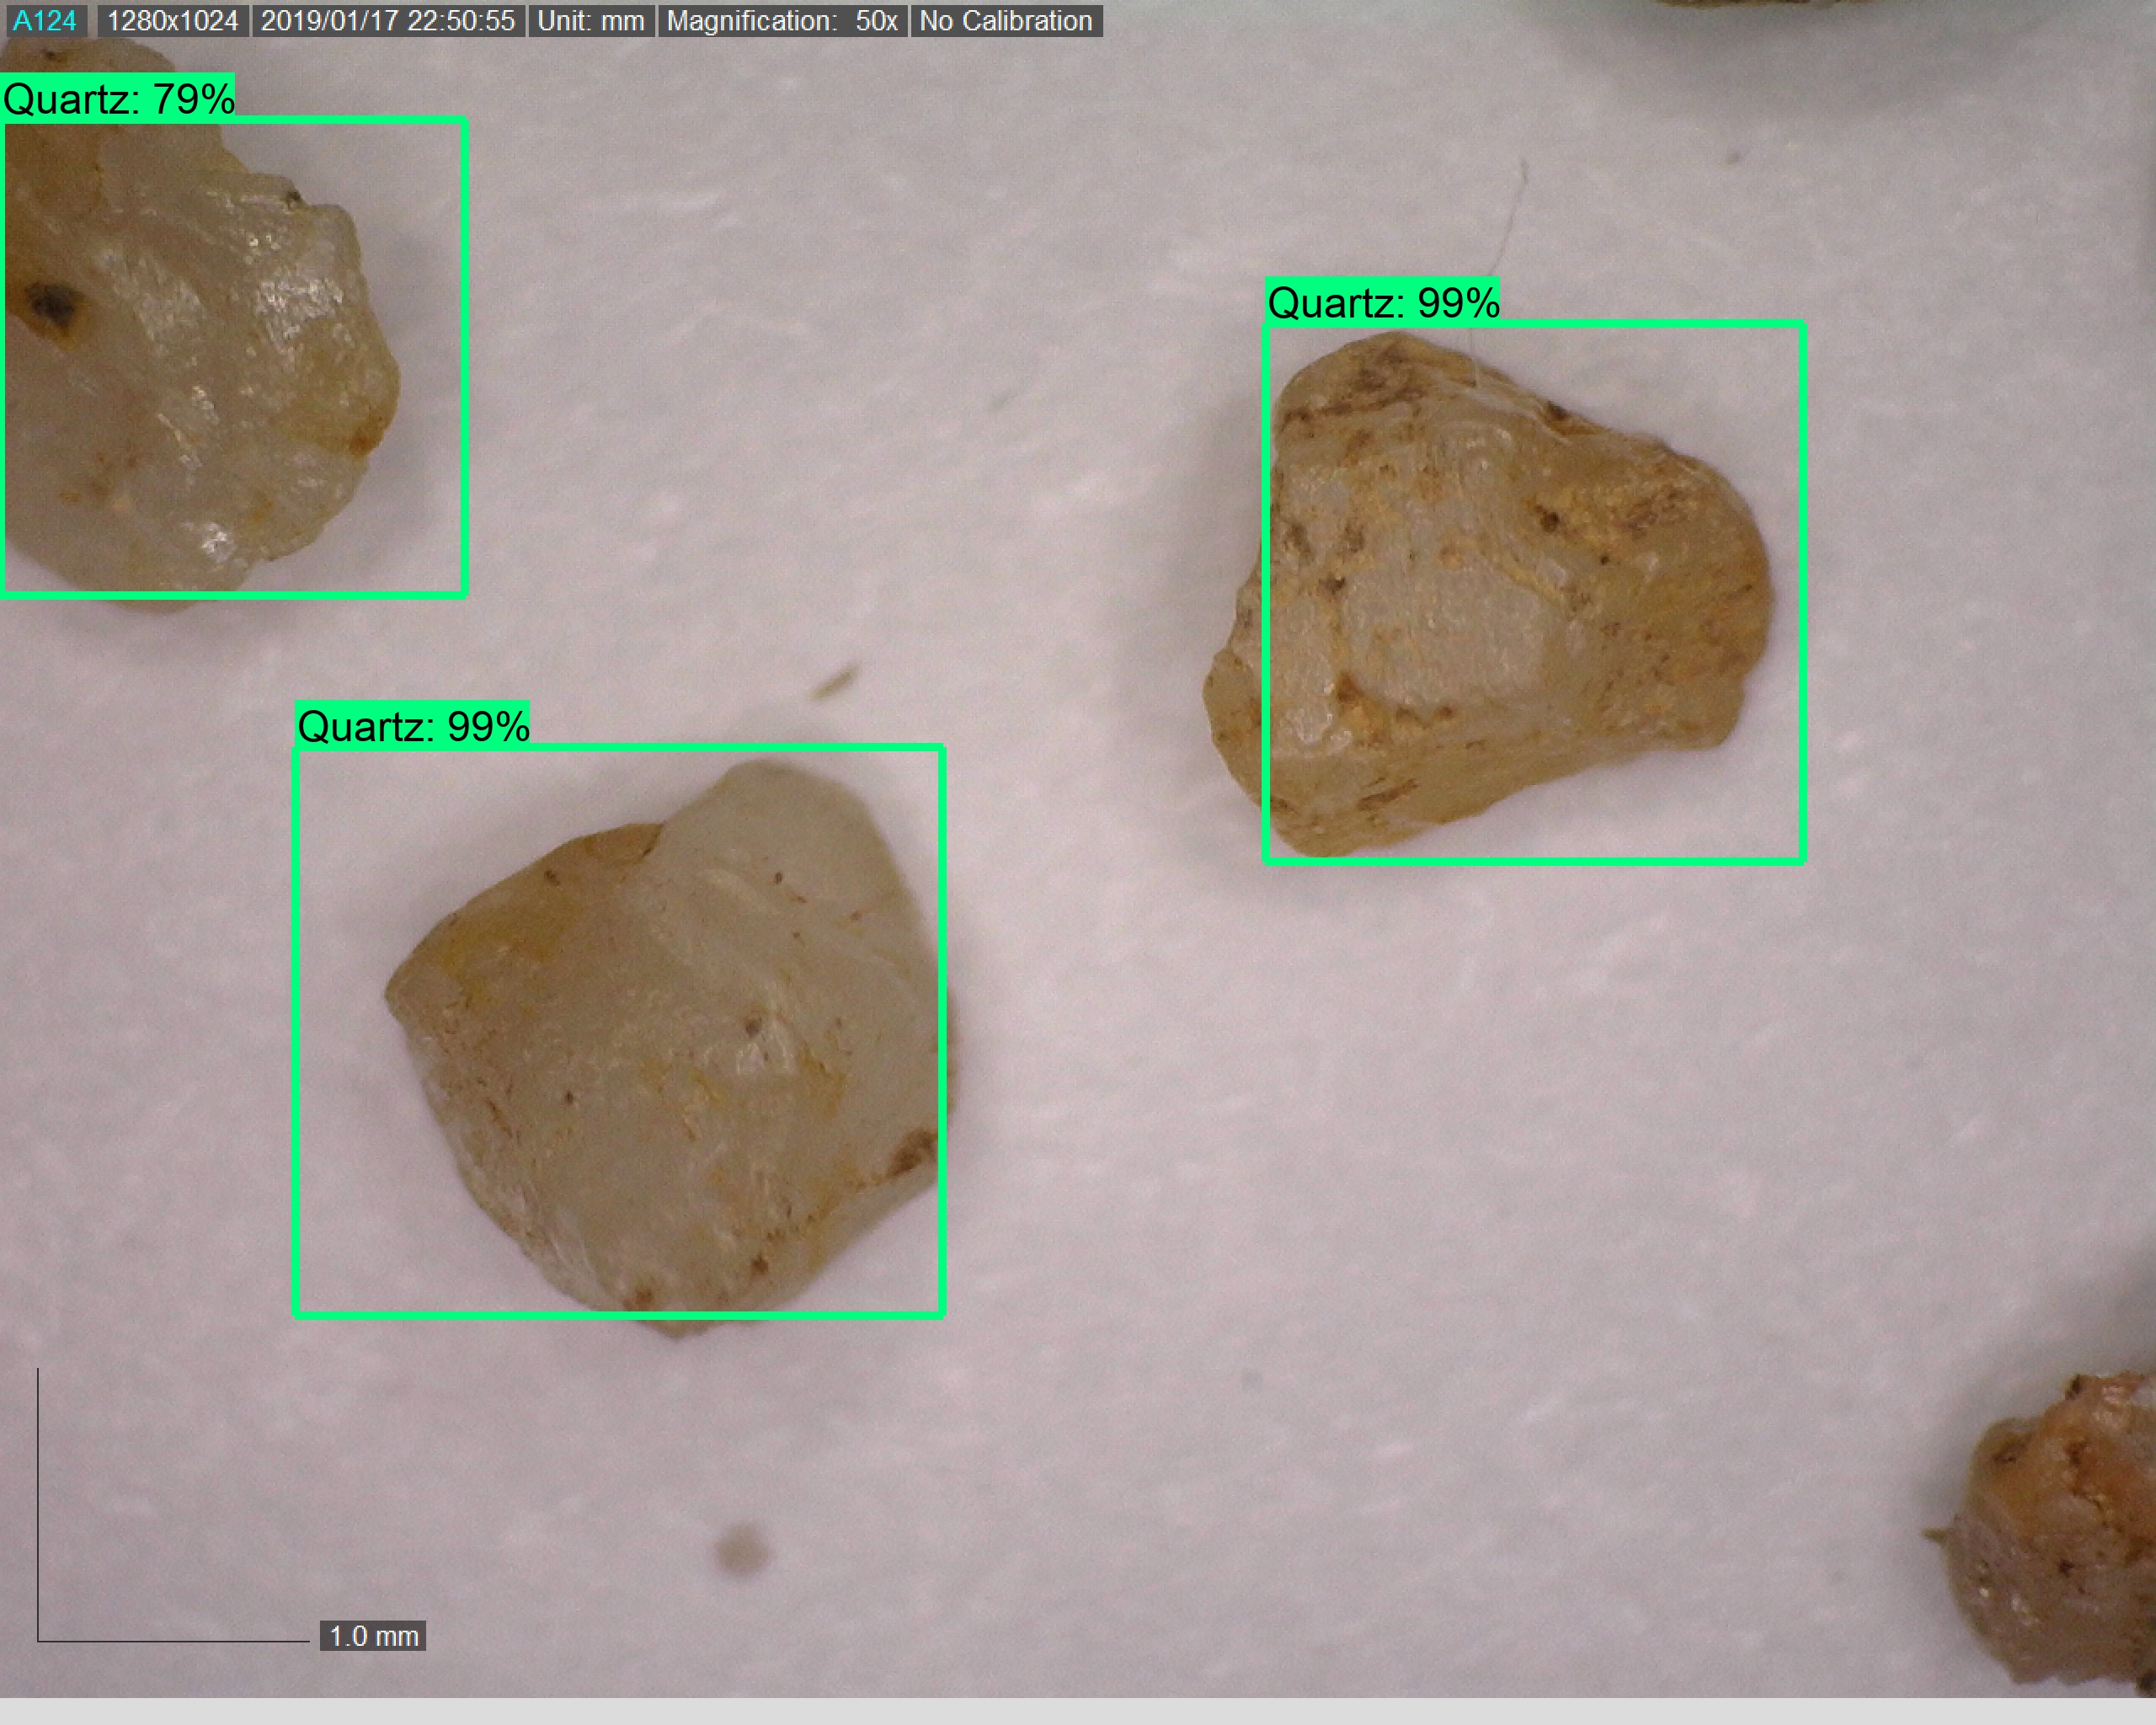 A124 1280x1024 2019/01/17 22:50:55 Unit: mm Magnification: 50x No Calibration
Quartz: 79%
Quartz: 99%
Quartz: 99%
1.0 mm